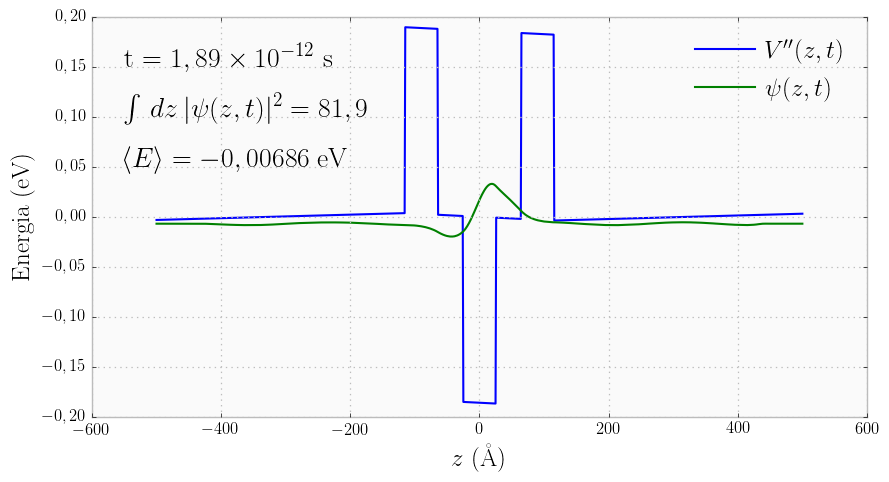 t = 1,89 × 10⁻¹² s
∫ dz |ψ(z, t)|² = 81,9
⟨E⟩ = −0,00686 eV
V′′(z, t)
ψ(z, t)
Energia (eV)
0,20
0,15
0,10
0,05
0,00
−0,05
−0,10
−0,15
−0,20
−600
−400
−200
0
200
400
600
z (Å)